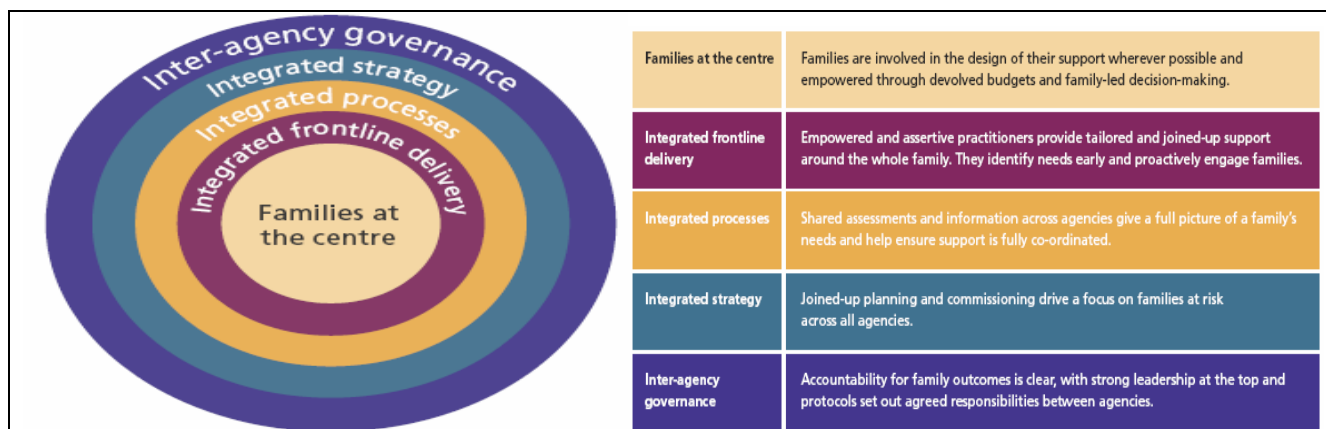 Inter-agency governance
Integrated strategy
Integrated processes
Integrated frontline delivery
Families at
the centre
Families at the centre
Families are involved in the design of their support wherever possible and
empowered through devolved budgets and family-led decision-making.
Integrated frontline
delivery
Empowered and assertive practitioners provide tailored and joined-up support
around the whole family. They identify needs early and proactively engage families.
Integrated processes
Shared assessments and information across agencies give a full picture of a family's
needs and help ensure support is fully co-ordinated.
Integrated strategy
Joined-up planning and commissioning drive a focus on families at risk
across all agencies.
Inter-agency
governance
Accountability for family outcomes is clear, with strong leadership at the top and
protocols set out agreed responsibilities between agencies.